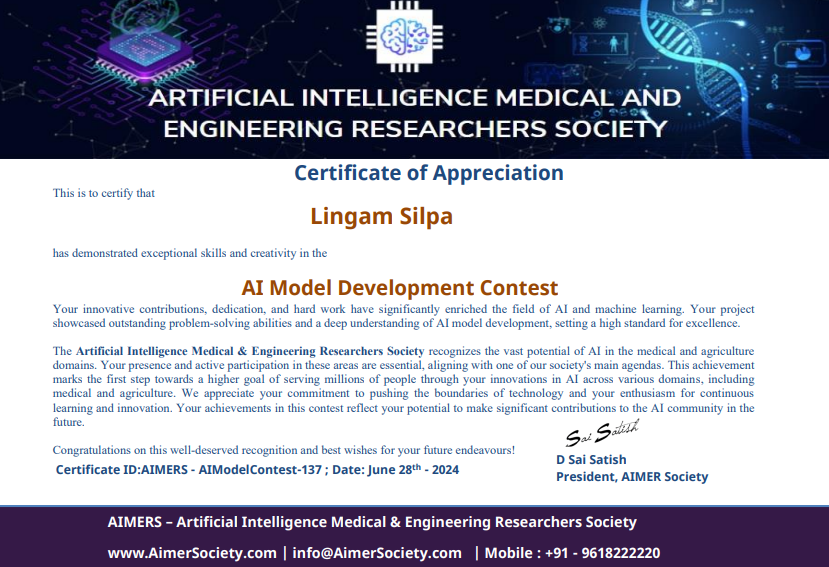 ARTIFICIAL INTELLIGENCE MEDICAL AND
ENGINEERING RESEARCHERS SOCIETY
Certificate of Appreciation
This is to certify that
Lingam Silpa
has demonstrated exceptional skills and creativity in the
AI Model Development Contest
Your innovative contributions, dedication, and hard work have significantly enriched the field of AI and machine learning. Your project
showcased outstanding problem-solving abilities and a deep understanding of AI model development, setting a high standard for excellence.
The Artificial Intelligence Medical & Engineering Researchers Society recognizes the vast potential of AI in the medical and agriculture
domains. Your presence and active participation in these areas are essential, aligning with one of our society's main agendas. This achievement
marks the first step towards a higher goal of serving millions of people through your innovations in AI across various domains, including
medical and agriculture. We appreciate your commitment to pushing the boundaries of technology and your enthusiasm for continuous
learning and innovation. Your achievements in this contest reflect your potential to make significant contributions to the AI community in the
future.
Congratulations on this well-deserved recognition and best wishes for your future endeavours!
Sai Satish
Certificate ID:AIMERS - AIModelContest-137 ; Date: June 28th - 2024
D Sai Satish
President, AIMER Society
AIMERS – Artificial Intelligence Medical & Engineering Researchers Society
www.AimerSociety.com | info@AimerSociety.com | Mobile : +91 - 9618222220